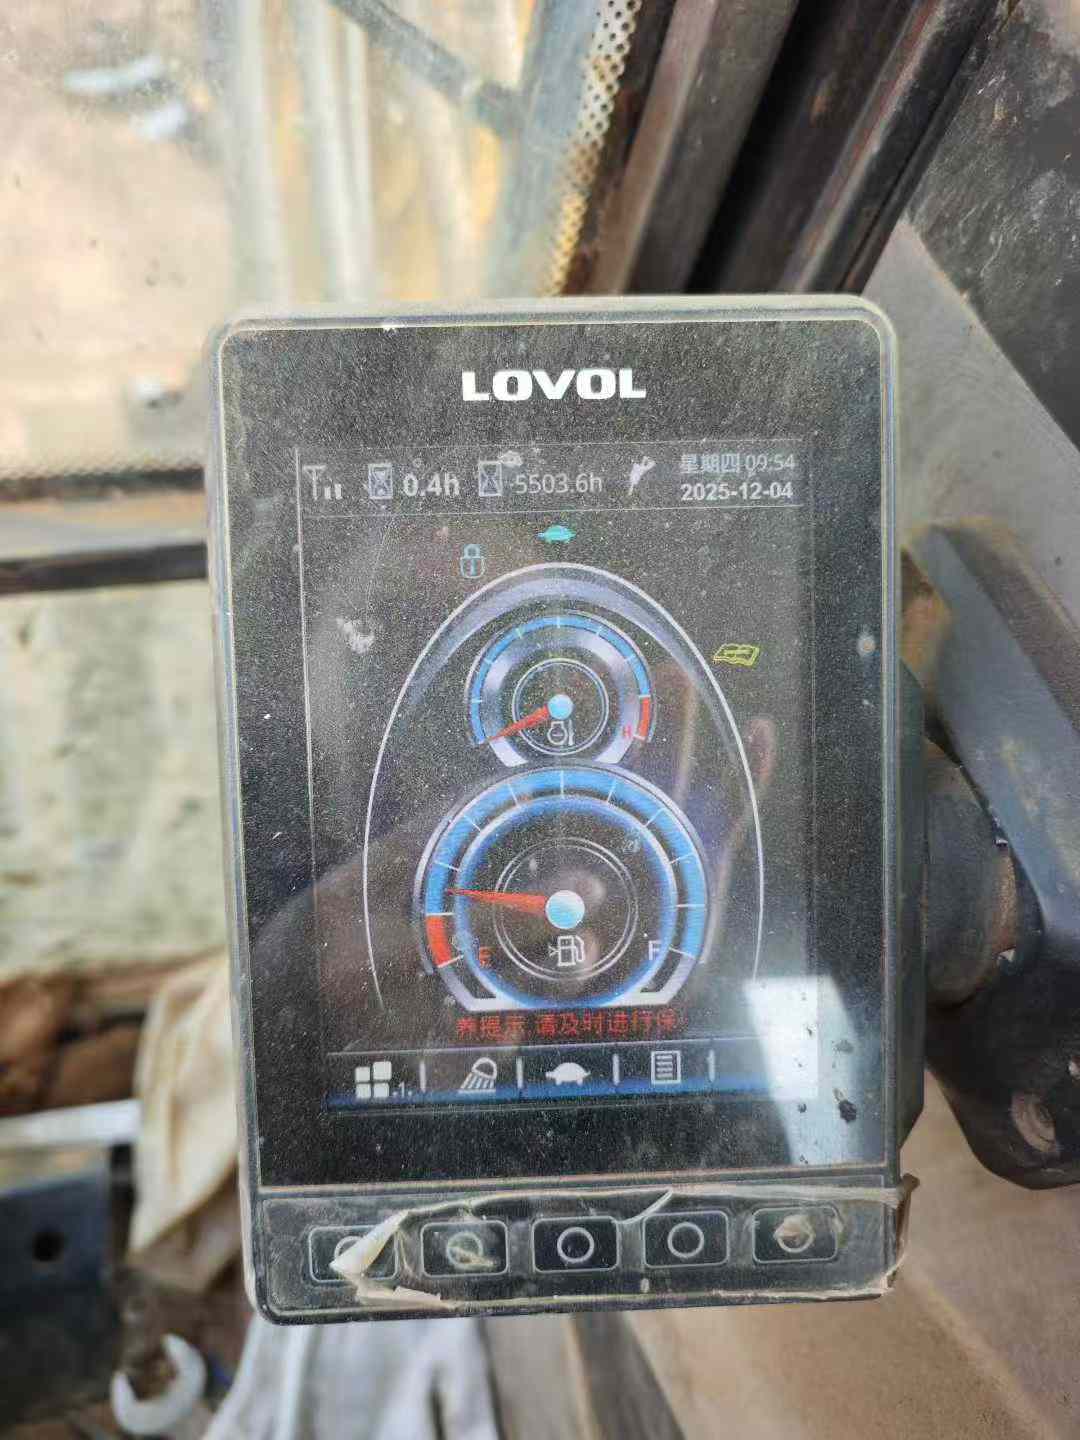 LOVOL
0.4h
5503.6h
星期四 09:54
2025-12-04
H
E
F
养提示 请及时进行保
.1.